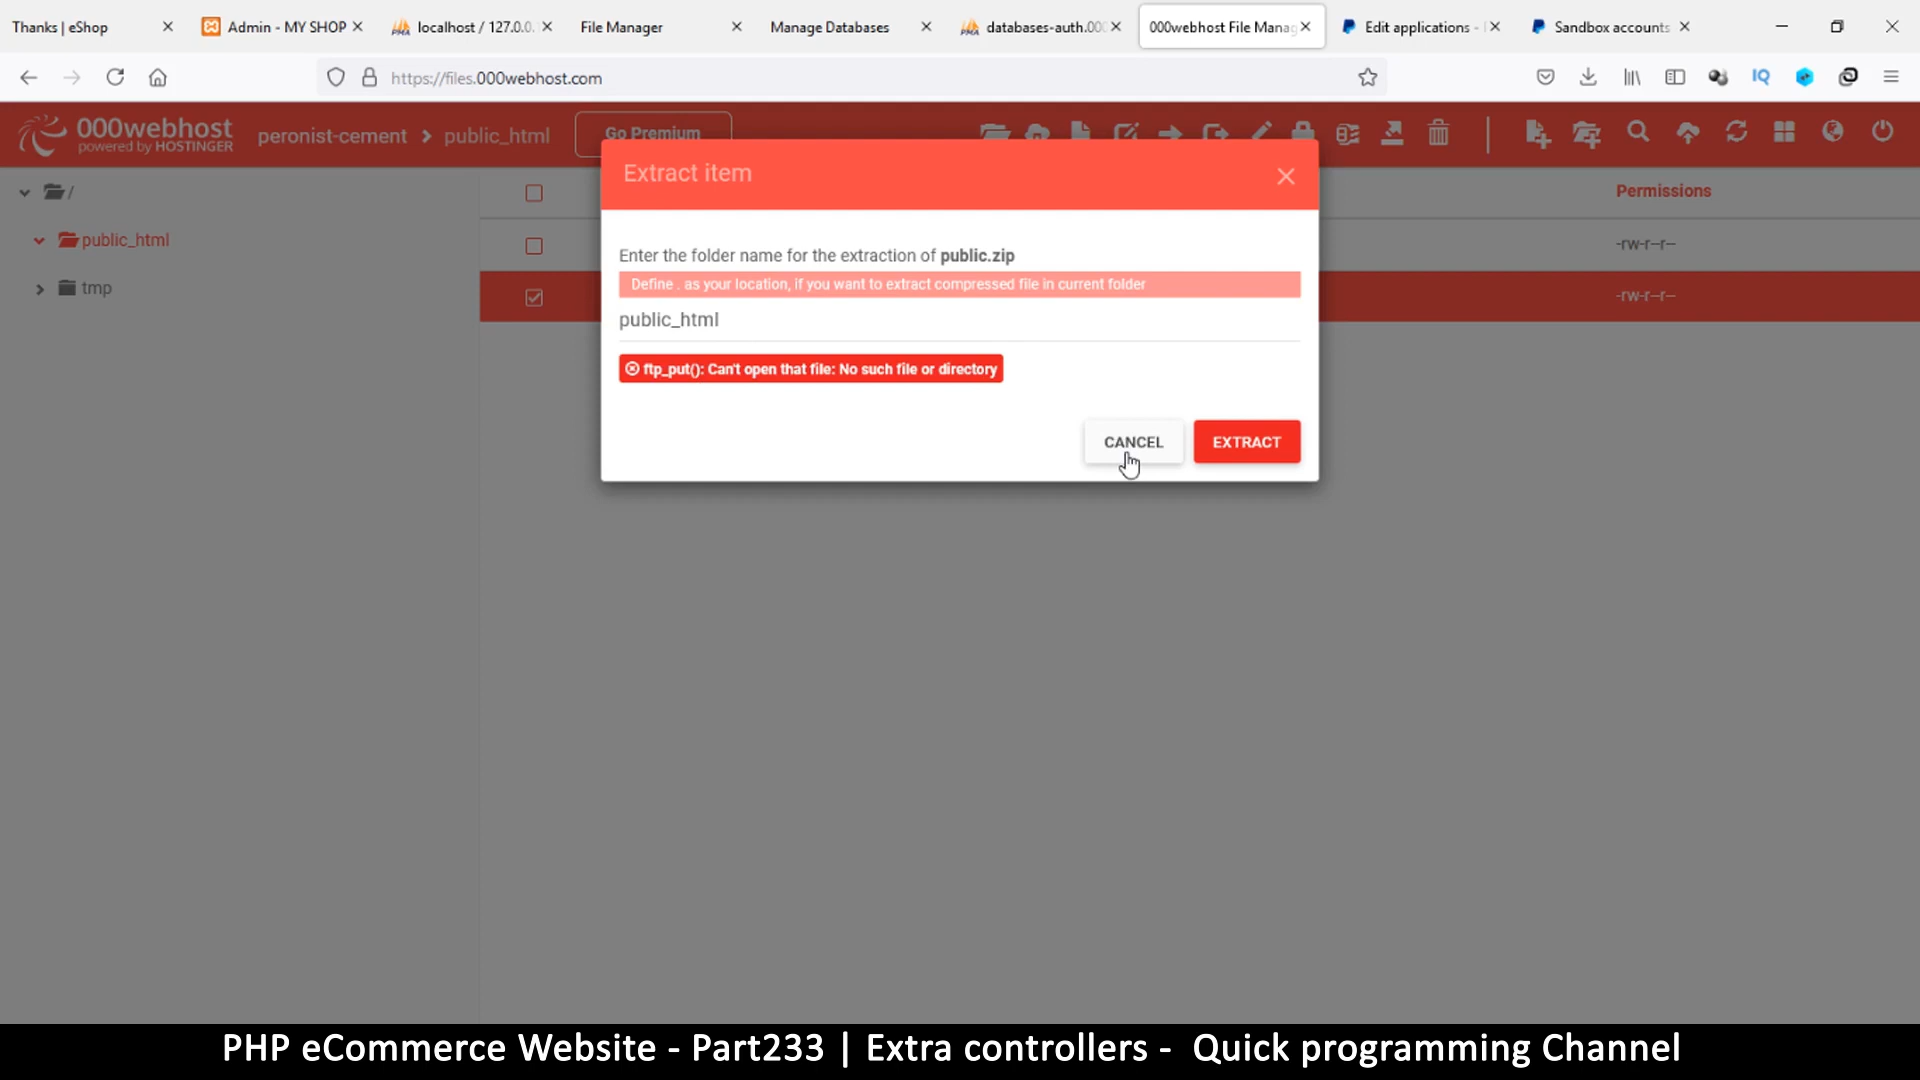 Thanks | eShop
Admin - MY SHOP
localhost / 127.0.0.
File Manager
Manage Databases
databases-auth.000
000webhost File Manag
Edit applications -
Sandbox accounts
https://files.000webhost.com
IQ
000webhost
powered by HOSTINGER
peronist-cement > public_html
Go Premium
Extract item
/
Permissions
public_html
-rw-r--r--
tmp
-rw-r--r--
Enter the folder name for the extraction of public.zip
Define . as your location, if you want to extract compressed file in current folder
public_html
ftp_put(): Can't open that file: No such file or directory
CANCEL
EXTRACT
PHP eCommerce Website - Part233 | Extra controllers - Quick programming Channel